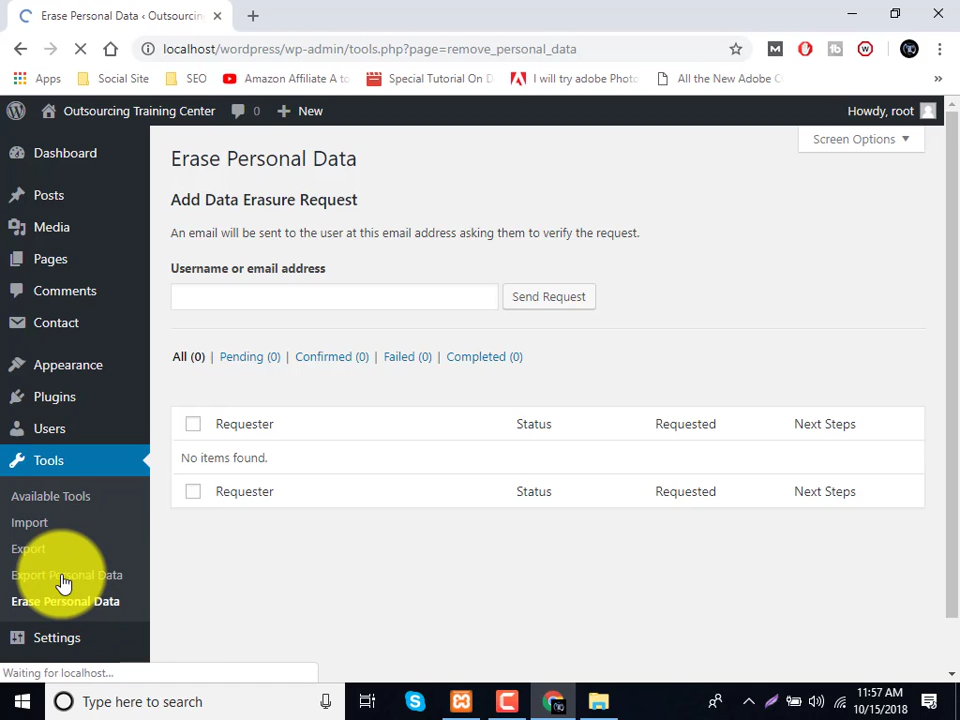 Erase Personal Data ‹ Outsourcing
localhost/wordpress/wp-admin/tools.php?page=remove_personal_data
Apps
Social Site
SEO
Amazon Affiliate A to
Special Tutorial On D
I will try adobe Photo
All the New Adobe C
»
Outsourcing Training Center
0
New
Howdy, root
Screen Options
Dashboard
Posts
Media
Pages
Comments
Contact
Appearance
Plugins
Users
Tools
Available Tools
Import
Export
Export Personal Data
Erase Personal Data
Settings
Erase Personal Data
Add Data Erasure Request
An email will be sent to the user at this email address asking them to verify the request.
Username or email address
Send Request
All (0) | Pending (0) | Confirmed (0) | Failed (0) | Completed (0)
Requester Status Requested Next Steps
No items found.
Requester Status Requested Next Steps
Waiting for localhost...
Type here to search
11:57 AM
10/15/2018